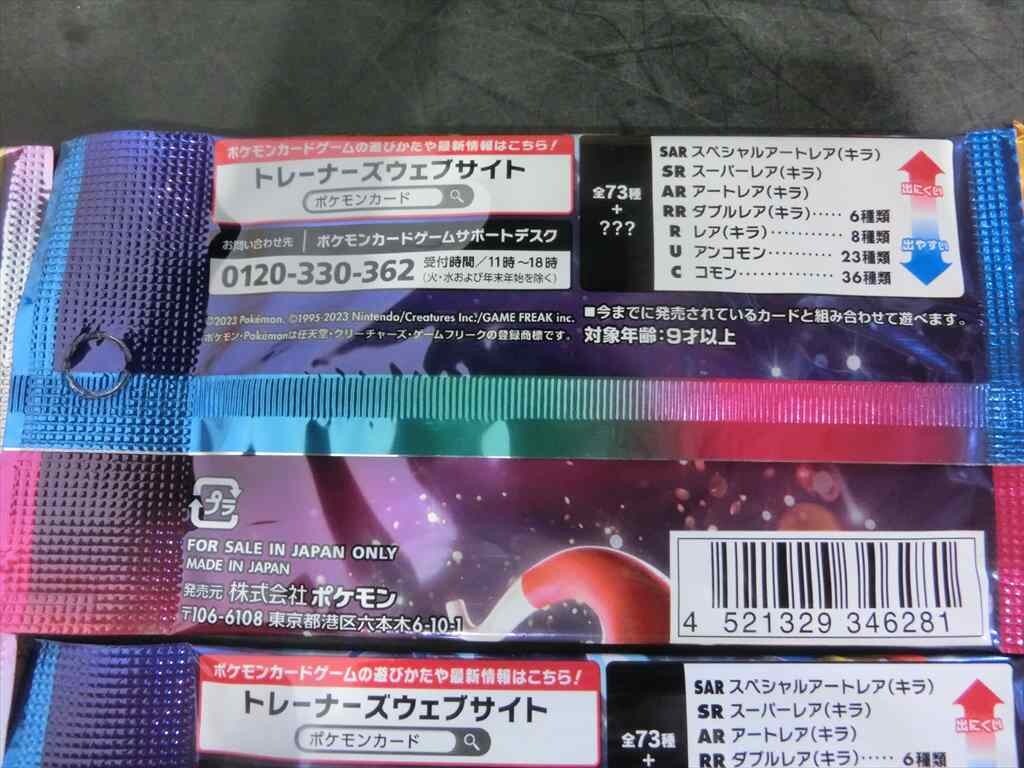 ポケモンカードゲームの遊びかたや最新情報はこちら!
トレーナーズウェブサイト
ポケモンカード
お問い合わせ先 ポケモンカードゲームサポートデスク
0120-330-362 受付時間/11時~18時
(火・水および年末年始を除く)
©2023 Pokémon. ©1995-2023 Nintendo/Creatures Inc./GAME FREAK inc.
ポケモン・Pokémonは任天堂・クリーチャーズ・ゲームフリークの登録商標です。
全73種
+
???
SAR スペシャルアートレア(キラ)
SR スーパーレア(キラ)
AR アートレア(キラ)
RR ダブルレア(キラ)····· 6種類
R レア(キラ)············ 8種類
U アンコモン············ 23種類
C コモン················ 36種類
出にくい
出やすい
■今までに発売されているカードと組み合わせて遊べます。
対象年齢:9才以上
プラ
FOR SALE IN JAPAN ONLY
MADE IN JAPAN
発売元 株式会社ポケモン
〒106-6108 東京都港区六本木6-10-1
4 521329 346281
ポケモンカードゲームの遊びかたや最新情報はこちら!
トレーナーズウェブサイト
ポケモンカード
全73種
+
SAR スペシャルアートレア(キラ)
SR スーパーレア(キラ)
AR アートレア(キラ)
RR ダブルレア(キラ)····· 6種類
出にくい